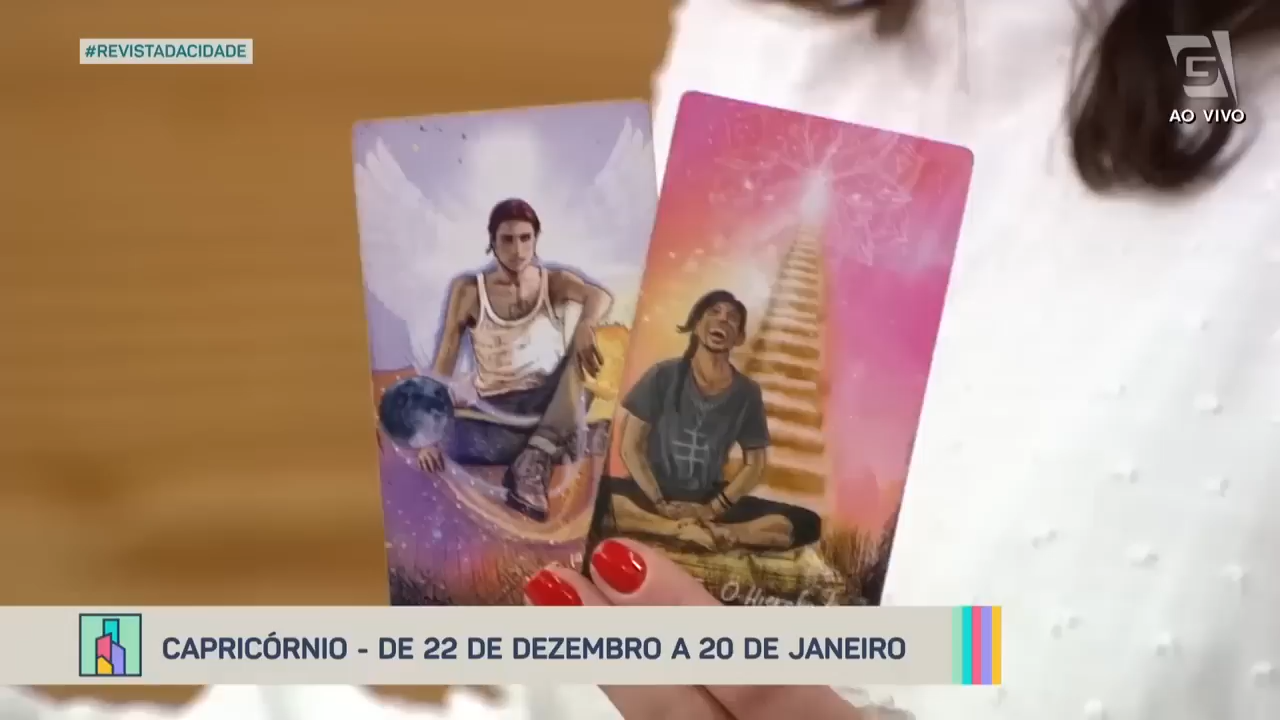 #REVISTADACIDADE
AO VIVO
CAPRICÓRNIO - DE 22 DE DEZEMBRO A 20 DE JANEIRO